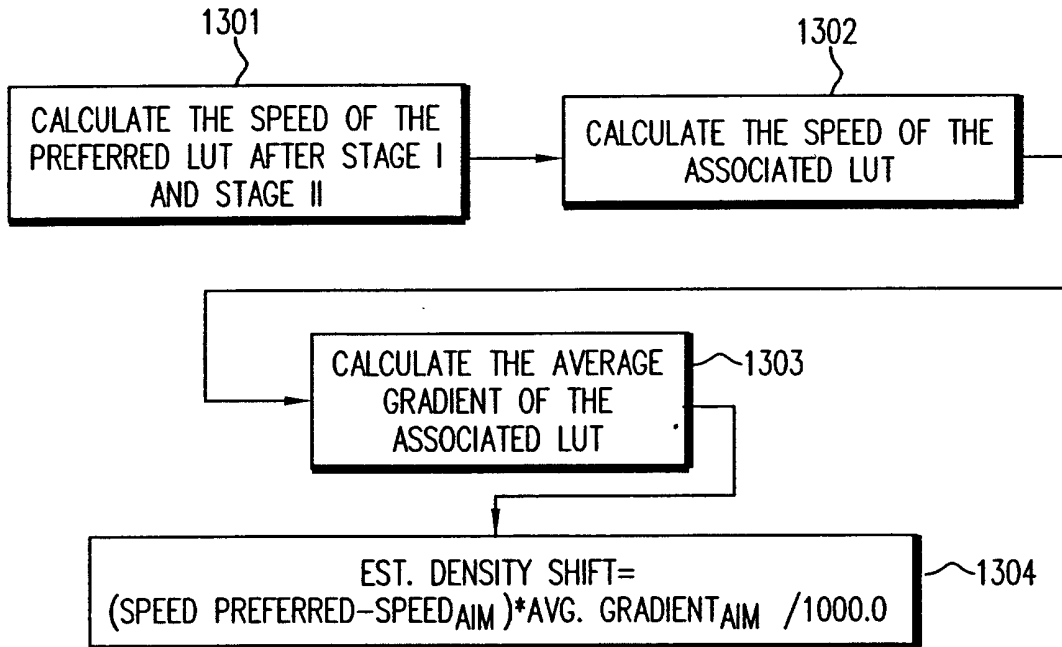 1301
CALCULATE THE SPEED OF THE
PREFERRED LUT AFTER STAGE I
AND STAGE II
1302
CALCULATE THE SPEED OF THE
ASSOCIATED LUT
CALCULATE THE AVERAGE
GRADIENT OF THE
ASSOCIATED LUT
1303
EST. DENSITY SHIFT=
(SPEED PREFERRED-SPEEDAIM)*AVG. GRADIENTAIM /1000.0
1304